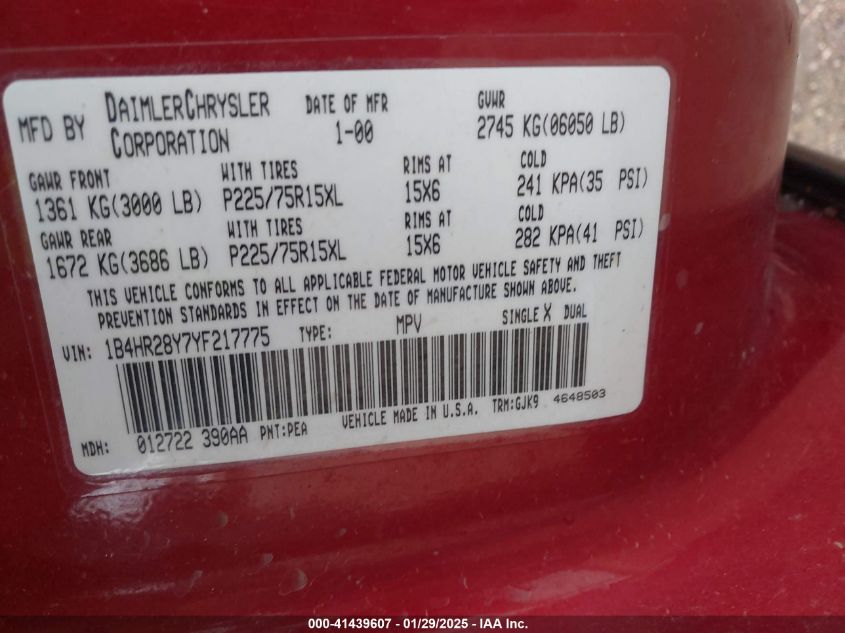 MFD BY DAIMLERCHRYSLER CORPORATION DATE OF MFR 1-00 GVWR 2745 KG(06050 LB)
GAWR FRONT WITH TIRES RIMS AT COLD
1361 KG(3000 LB) P225/75R15XL 15X6 241 KPA(35 PSI)
GAWR REAR WITH TIRES RIMS AT COLD
1672 KG(3686 LB) P225/75R15XL 15X6 282 KPA(41 PSI)
THIS VEHICLE CONFORMS TO ALL APPLICABLE FEDERAL MOTOR VEHICLE SAFETY AND THEFT
PREVENTION STANDARDS IN EFFECT ON THE DATE OF MANUFACTURE SHOWN ABOVE.
VIN: 1B4HR28Y7YF217775 TYPE: MPV SINGLE X DUAL
MDH: 012722 390AA PNT:PEA VEHICLE MADE IN U.S.A. TRM:GJK9 4648503
000-41439607 - 01/29/2025 - IAA Inc.